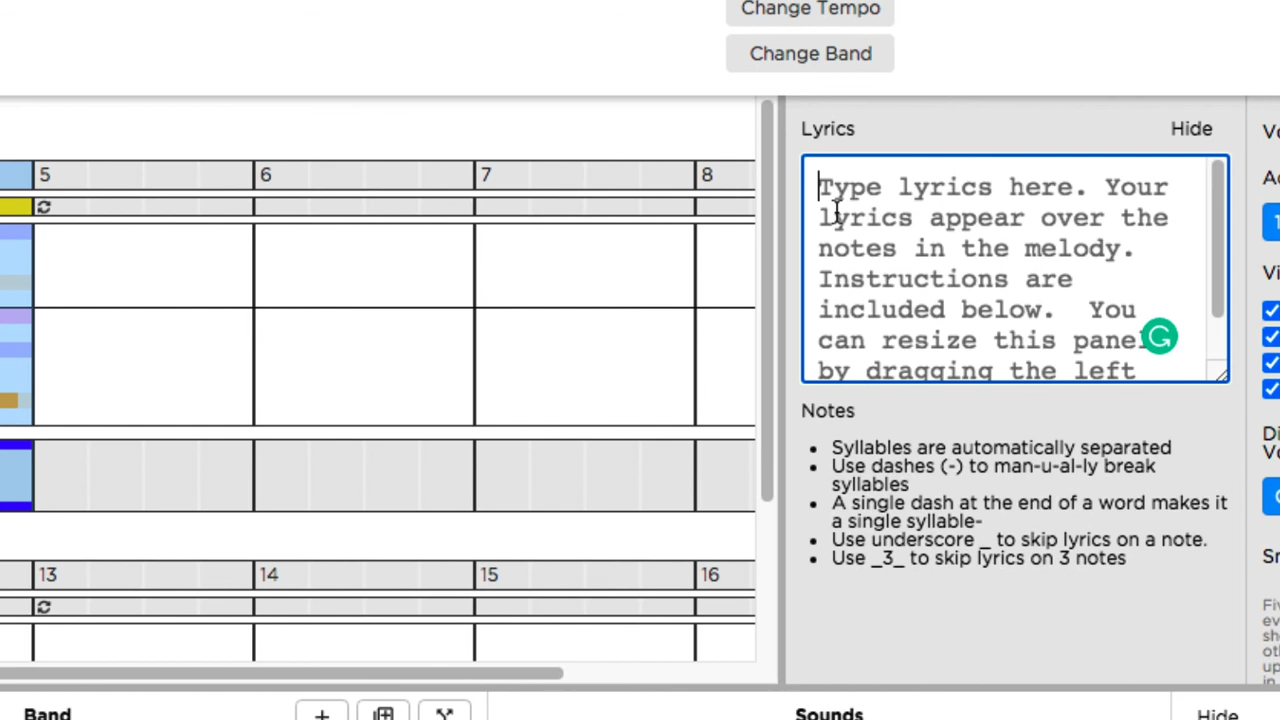 Change Tempo
Change Band
Lyrics
Hide
5
6
7
8
Type lyrics here. Your
lyrics appear over the
notes in the melody.
Instructions are
included below.  You
can resize this panel
by dragging the left
Notes
Syllables are automatically separated
Use dashes (-) to man-u-al-ly break
syllables
A single dash at the end of a word makes it
a single syllable-
Use underscore _ to skip lyrics on a note.
Use _3_ to skip lyrics on 3 notes
13
14
15
16
Band
Sounds
Hide